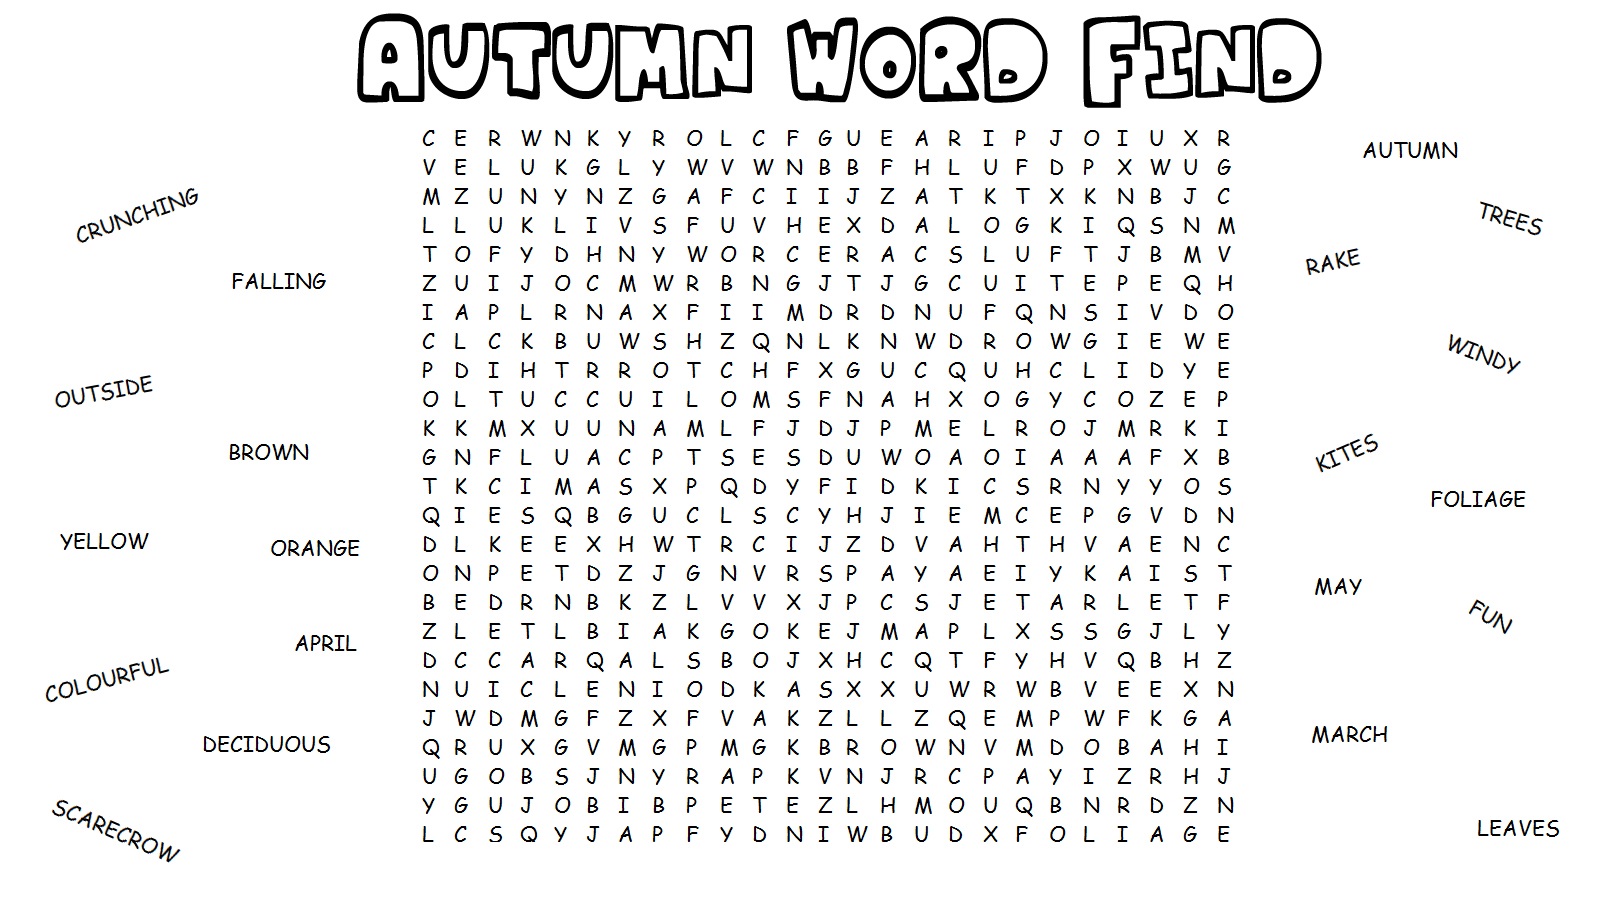 AUTUMN WORD FIND
C E R W N K Y R O L C F G U E A R I P J O I U X R
V E L U K G L Y W V W N B B F H L U F D P X W U G
M Z U N Y N Z G A F C I I J Z A T K T X K N B J C
L L U K L I V S F U V H E X D A L O G K I Q S N M
T O F Y D H N Y W O R C E R A C S L U F T J B M V
Z U I J O C M W R B N G J T J G C U I T E P E Q H
I A P L R N A X F I I M D R D N U F Q N S I V D O
C L C K B U W S H Z Q N L K N W D R O W G I E W E
P D I H T R R O T C H F X G U C Q U H C L I D Y E
O L T U C C U I L O M S F N A H X O G Y C O Z E P
K K M X U U N A M L F J D J P M E L R O J M R K I
G N F L U A C P T S E S D U W O A O I A A A F X B
T K C I M A S X P Q D Y F I D K I C S R N Y Y O S
Q I E S Q B G U C L S C Y H J I E M C E P G V D N
D L K E E X H W T R C I J Z D V A H T H V A E N C
O N P E T D Z J G N V R S P A Y A E I Y K A I S T
B E D R N B K Z L V V X J P C S J E T A R L E T F
Z L E T L B I A K G O K E J M A P L X S S G J L Y
D C C A R Q A L S B O J X H C Q T F Y H V Q B H Z
N U I C L E N I O D K A S X X U W R W B V E E X N
J W D M G F Z X F V A K Z L L Z Q E M P W F K G A
Q R U X G V M G P M G K B R O W N V M D O B A H I
U G O B S J N Y R A P K V N J R C P A Y I Z R H J
Y G U J O B I B P E T E Z L H M O U Q B N R D Z N
L C S Q Y J A P F Y D N I W B U D X F O L I A G E
CRUNCHING
FALLING
OUTSIDE
BROWN
YELLOW
ORANGE
APRIL
COLOURFUL
DECIDUOUS
SCARECROW
AUTUMN
TREES
RAKE
WINDY
KITES
FOLIAGE
MAY
FUN
MARCH
LEAVES